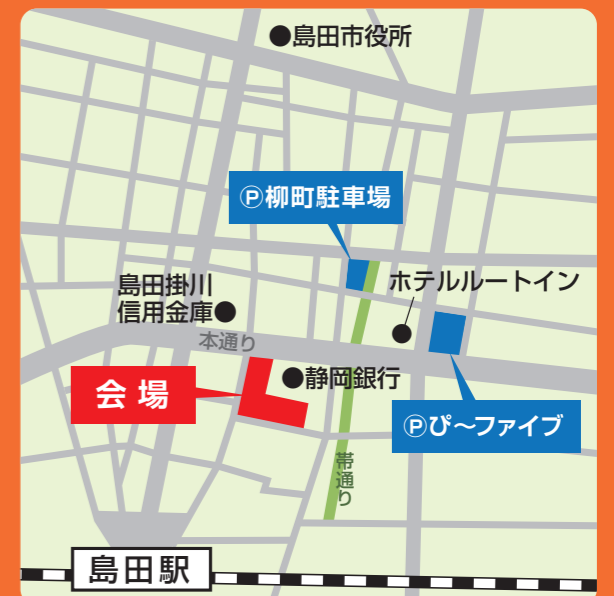 ●島田市役所
Ⓟ柳町駐車場
ホテルルートイン
島田掛川
信用金庫●
本通り
会場
●静岡銀行
Ⓟぴ~ファイブ
帯通り
島田駅